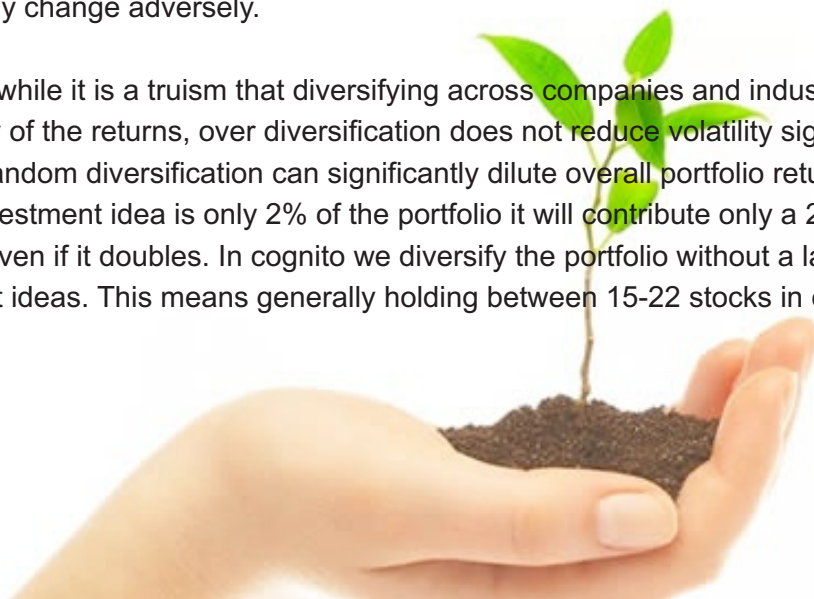 y change adversely.
while it is a truism that diversifying across companies and indus
of the returns, over diversification does not reduce volatility sig
andom diversification can significantly dilute overall portfolio retu
estment idea is only 2% of the portfolio it will contribute only a 2
ven if it doubles. In cognito we diversify the portfolio without a la
t ideas. This means generally holding between 15-22 stocks in